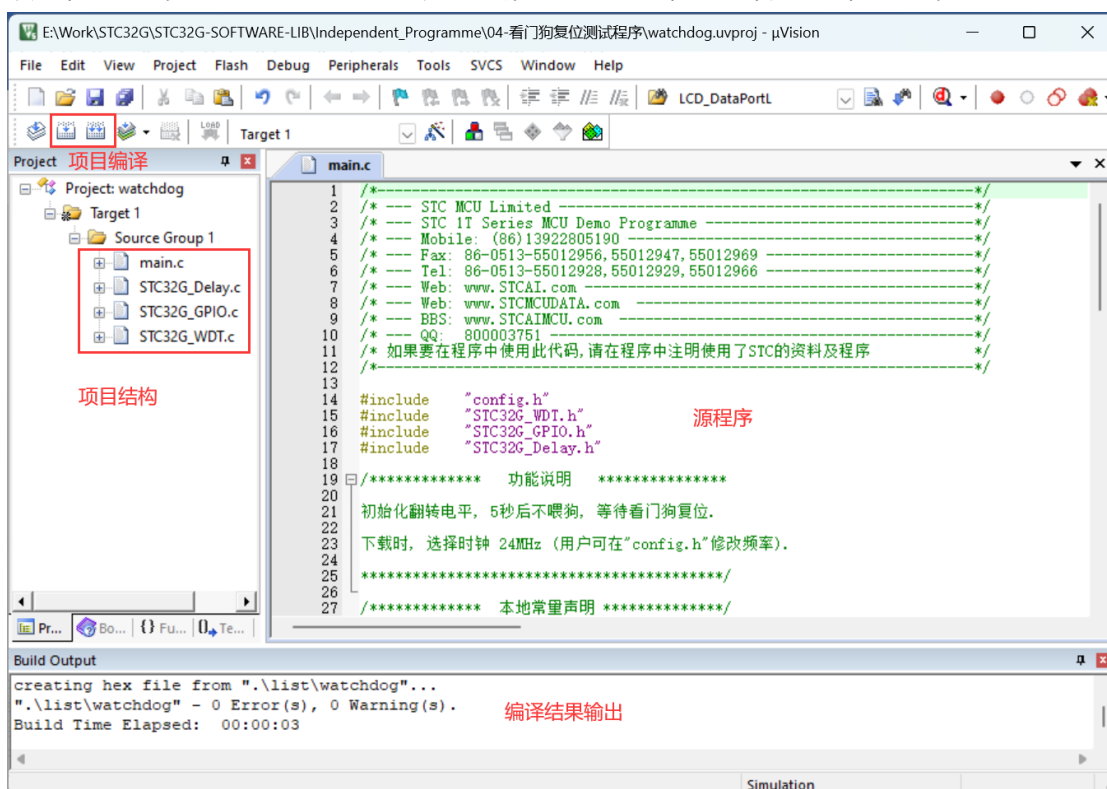 E:\Work\STC32G\STC32G-SOFTWARE-LIB\Independent_Programme\04-看门狗复位测试程序\watchdog.uvproj - µVision
File Edit View Project Flash Debug Peripherals Tools SVCS Window Help
LCD_DataPortL
LOAD Target 1
Project 项目编译
main.c
Project: watchdog
Target 1
Source Group 1
main.c
STC32G_Delay.c
STC32G_GPIO.c
STC32G_WDT.c
项目结构
1 /*---------------------------------------------------------------------*/
2 /* --- STC MCU Limited ------------------------------------------------*/
3 /* --- STC 1T Series MCU Demo Programme -------------------------------*/
4 /* --- Mobile: (86)13922805190 ----------------------------------------*/
5 /* --- Fax: 86-0513-55012956,55012947,55012969 ------------------------*/
6 /* --- Tel: 86-0513-55012928,55012929,55012966 ------------------------*/
7 /* --- Web: www.STCAI.com ---------------------------------------------*/
8 /* --- Web: www.STCMCUDATA.com  ---------------------------------------*/
9 /* --- BBS: www.STCAIMCU.com  -----------------------------------------*/
10 /* --- QQ:  800003751 -------------------------------------------------*/
11 /* 如果要在程序中使用此代码,请在程序中注明使用了STC的资料及程序 */
12 /*---------------------------------------------------------------------*/
13
14 #include "config.h"
15 #include "STC32G_WDT.h"
16 #include "STC32G_GPIO.h"
17 #include "STC32G_Delay.h"
源程序
18
19 /************* 功能说明 ***************
20
21 初始化翻转电平, 5秒后不喂狗, 等待看门狗复位.
22
23 下载时, 选择时钟 24MHz (用户可在"config.h"修改频率).
24
25 ******************************************/
26
27 /************* 本地常量声明 **************/
Pr... Bo... {} Fu... 0 Te...
Build Output
creating hex file from ".\list\watchdog"...
".\list\watchdog" - 0 Error(s), 0 Warning(s).
Build Time Elapsed: 00:00:03
编译结果输出
Simulation